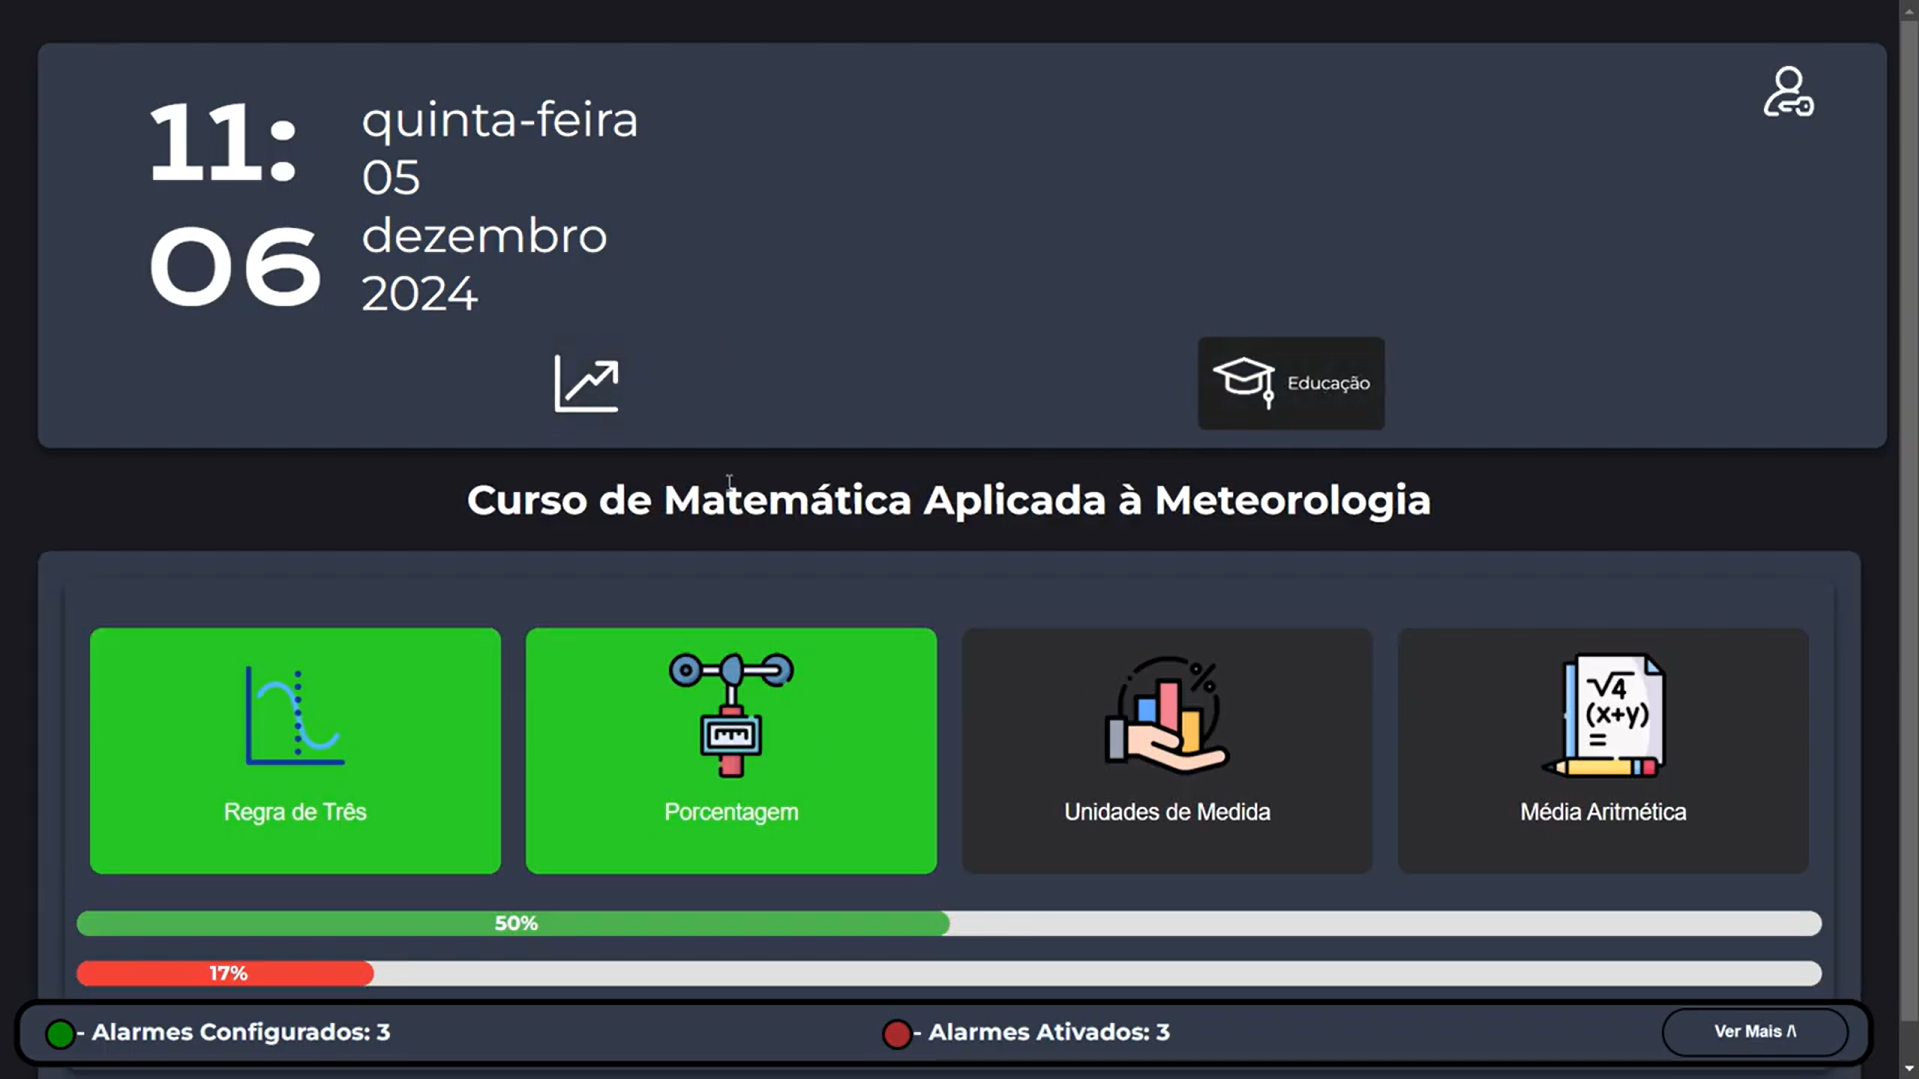 11:
06
quinta-feira
05
dezembro
2024
Educação
Curso de Matemática Aplicada à Meteorologia
√4
(x+y)
=
%
Regra de Três
Porcentagem
Unidades de Medida
Média Aritmética
50%
17%
- Alarmes Configurados: 3
- Alarmes Ativados: 3
Ver Mais /\